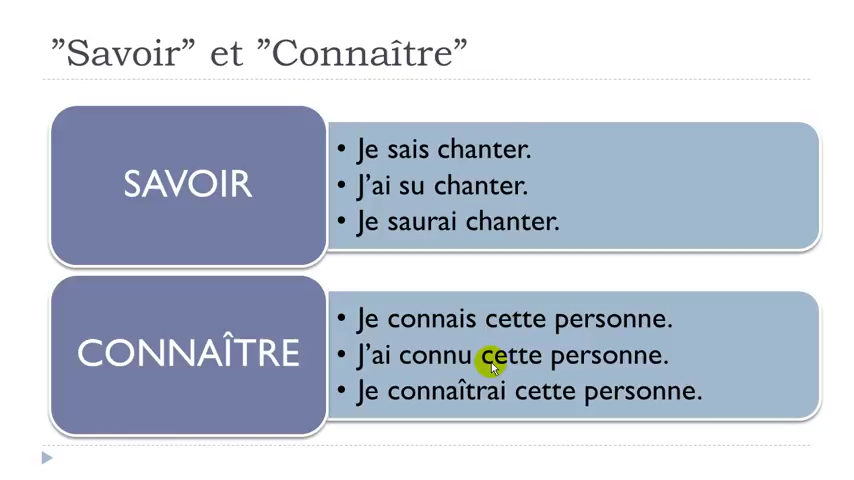 ”Savoir” et ”Connaître”
SAVOIR
• Je sais chanter.
• J’ai su chanter.
• Je saurai chanter.
CONNAÎTRE
• Je connais cette personne.
• J’ai connu cette personne.
• Je connaîtrai cette personne.